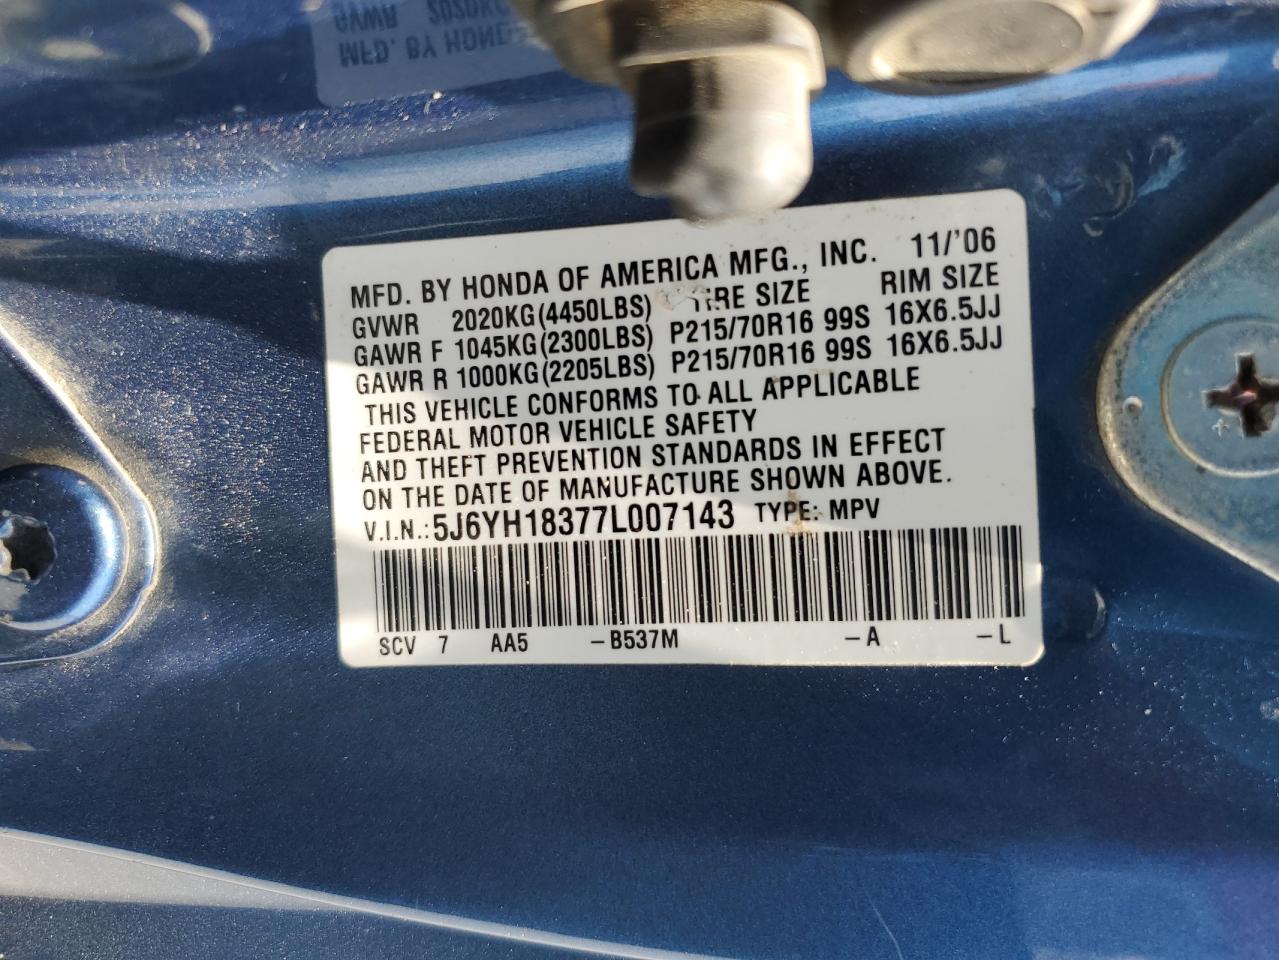 MFD. BY HONDA OF AMERICA MFG., INC. 11/'06
GVWR 2020KG(4450LBS) SIZE RIM SIZE
GAWR F 1045KG(2300LBS) P215/70R16 99S 16X6.5JJ
GAWR R 1000KG(2205LBS) P215/70R16 99S 16X6.5JJ
THIS VEHICLE CONFORMS TO ALL APPLICABLE
FEDERAL MOTOR VEHICLE SAFETY
AND THEFT PREVENTION STANDARDS IN EFFECT
ON THE DATE OF MANUFACTURE SHOWN ABOVE.
V.I.N.: 5J6YH18377L007143 TYPE: MPV
SCV 7 AA5 -B537M -A -L